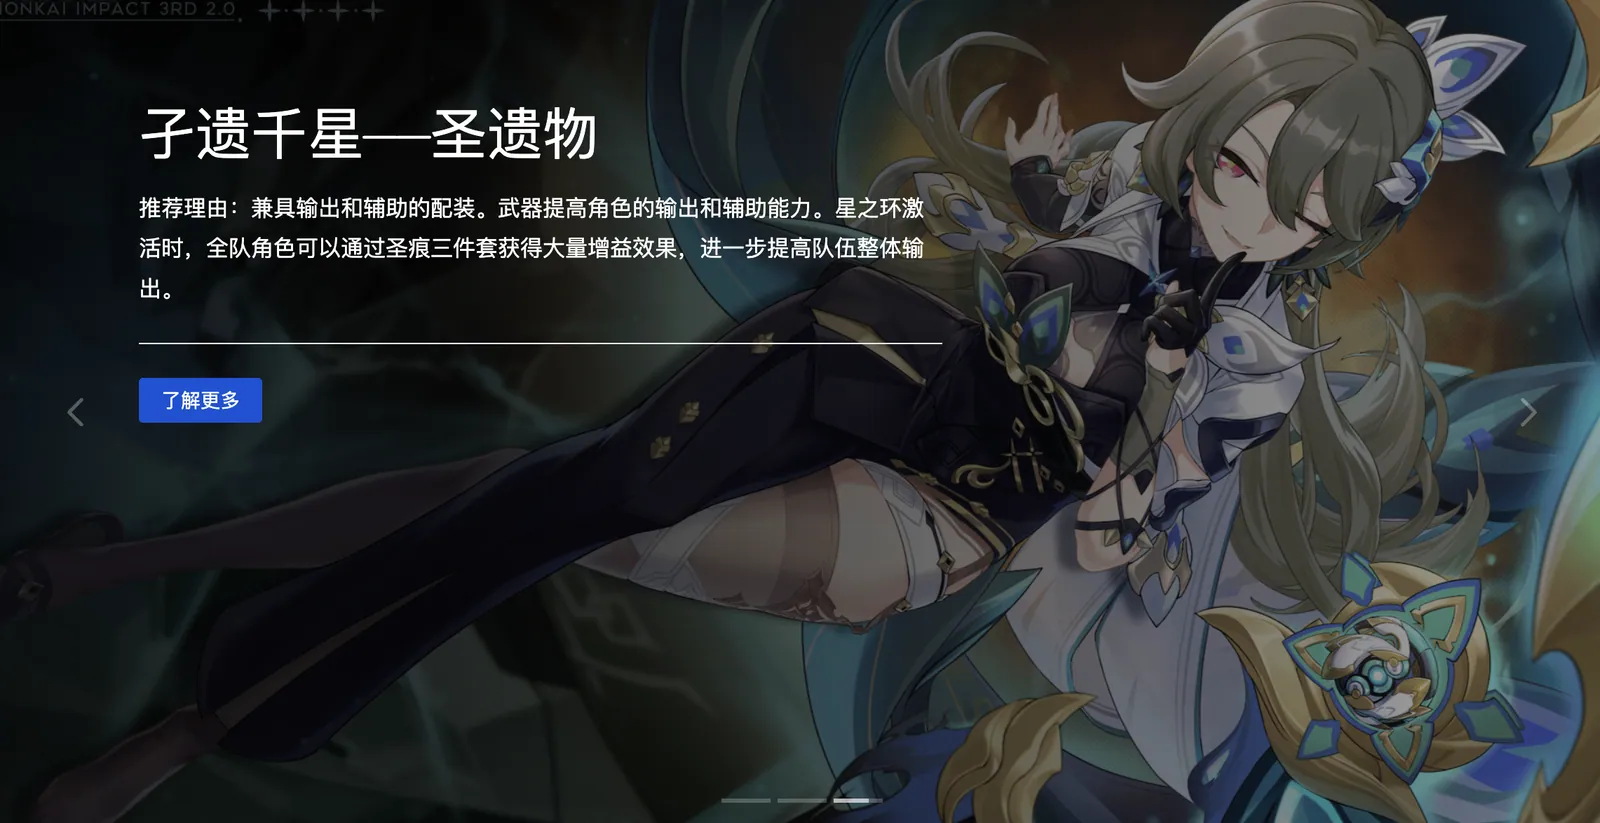 HONKAI IMPACT 3RD 2.0
孑遗千星——圣遗物
推荐理由：兼具输出和辅助的配装。武器提高角色的输出和辅助能力。星之环激
活时，全队角色可以通过圣痕三件套获得大量增益效果，进一步提高队伍整体输
出。
了解更多